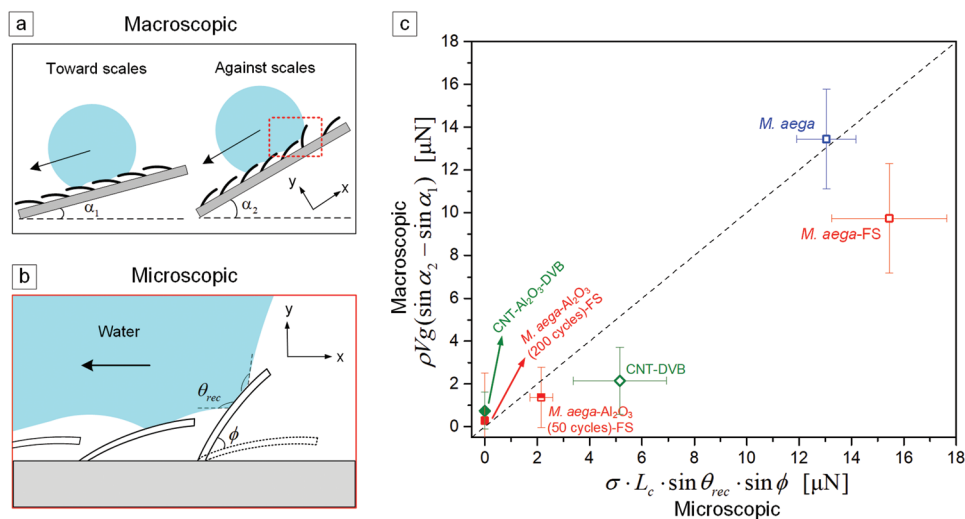 a
Macroscopic
Toward scales
Against scales
α₁
α₂
y
x
b
Microscopic
Water
y
x
θrec
ϕ
c
Macroscopic
ρVg(sin α₂ − sin α₁) [μN]
18
16
14
12
10
8
6
4
2
0
M. aega
M. aega-FS
CNT-Al₂O₃-DVB
M. aega-Al₂O₃
(200 cycles)-FS
CNT-DVB
M. aega-Al₂O₃
(50 cycles)-FS
0 2 4 6 8 10 12 14 16 18
σ · Lc · sin θrec · sin ϕ [μN]
Microscopic